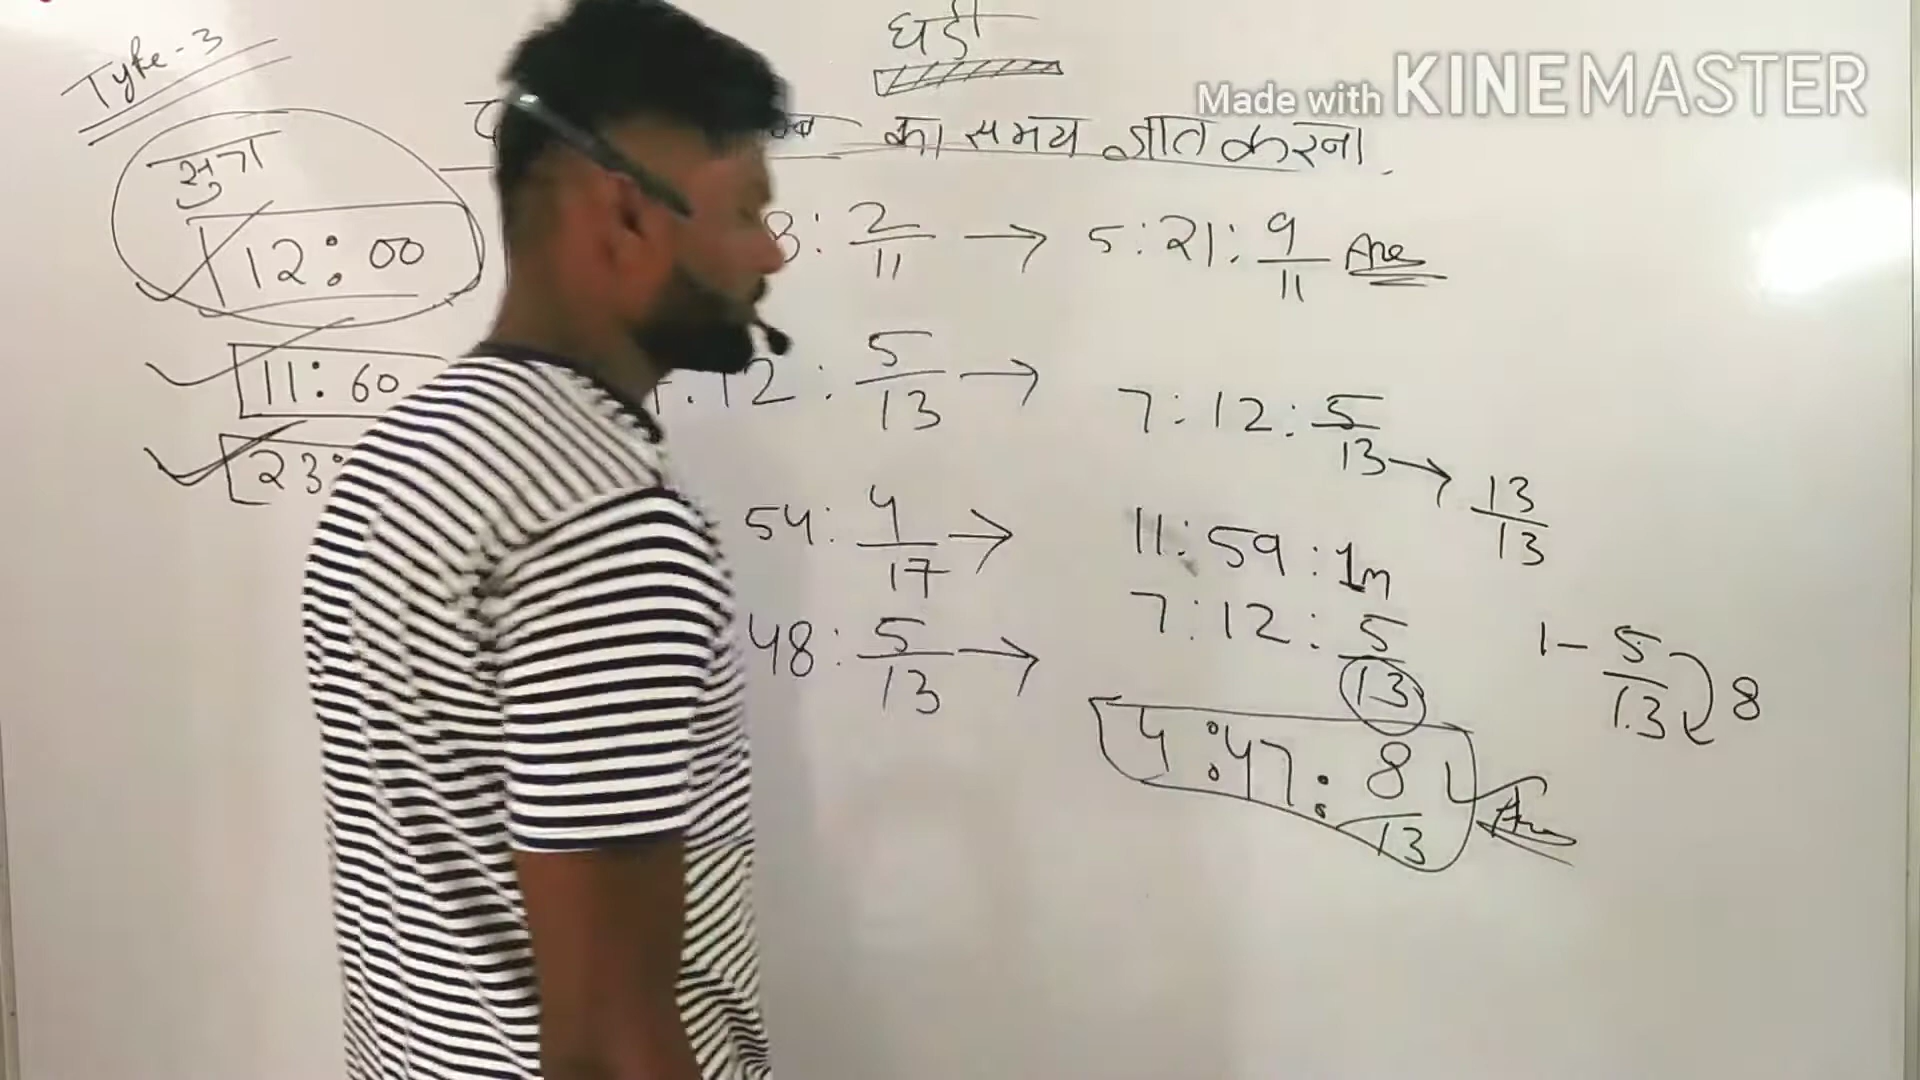 Type-3
घड़ी
Made with KINEMASTER
का समय ज्ञात करना
सुत्र
12:00
3: 2/11 → 5:21: 9/11 Ans
11:60
12: 5/13 → 7:12: 5/13 → 13/13
23:
54: 4/17 → 11:59:1m
7:12: 5/13
1- 5/13 8
48: 5/13 →
4:47: 8/13 Ans